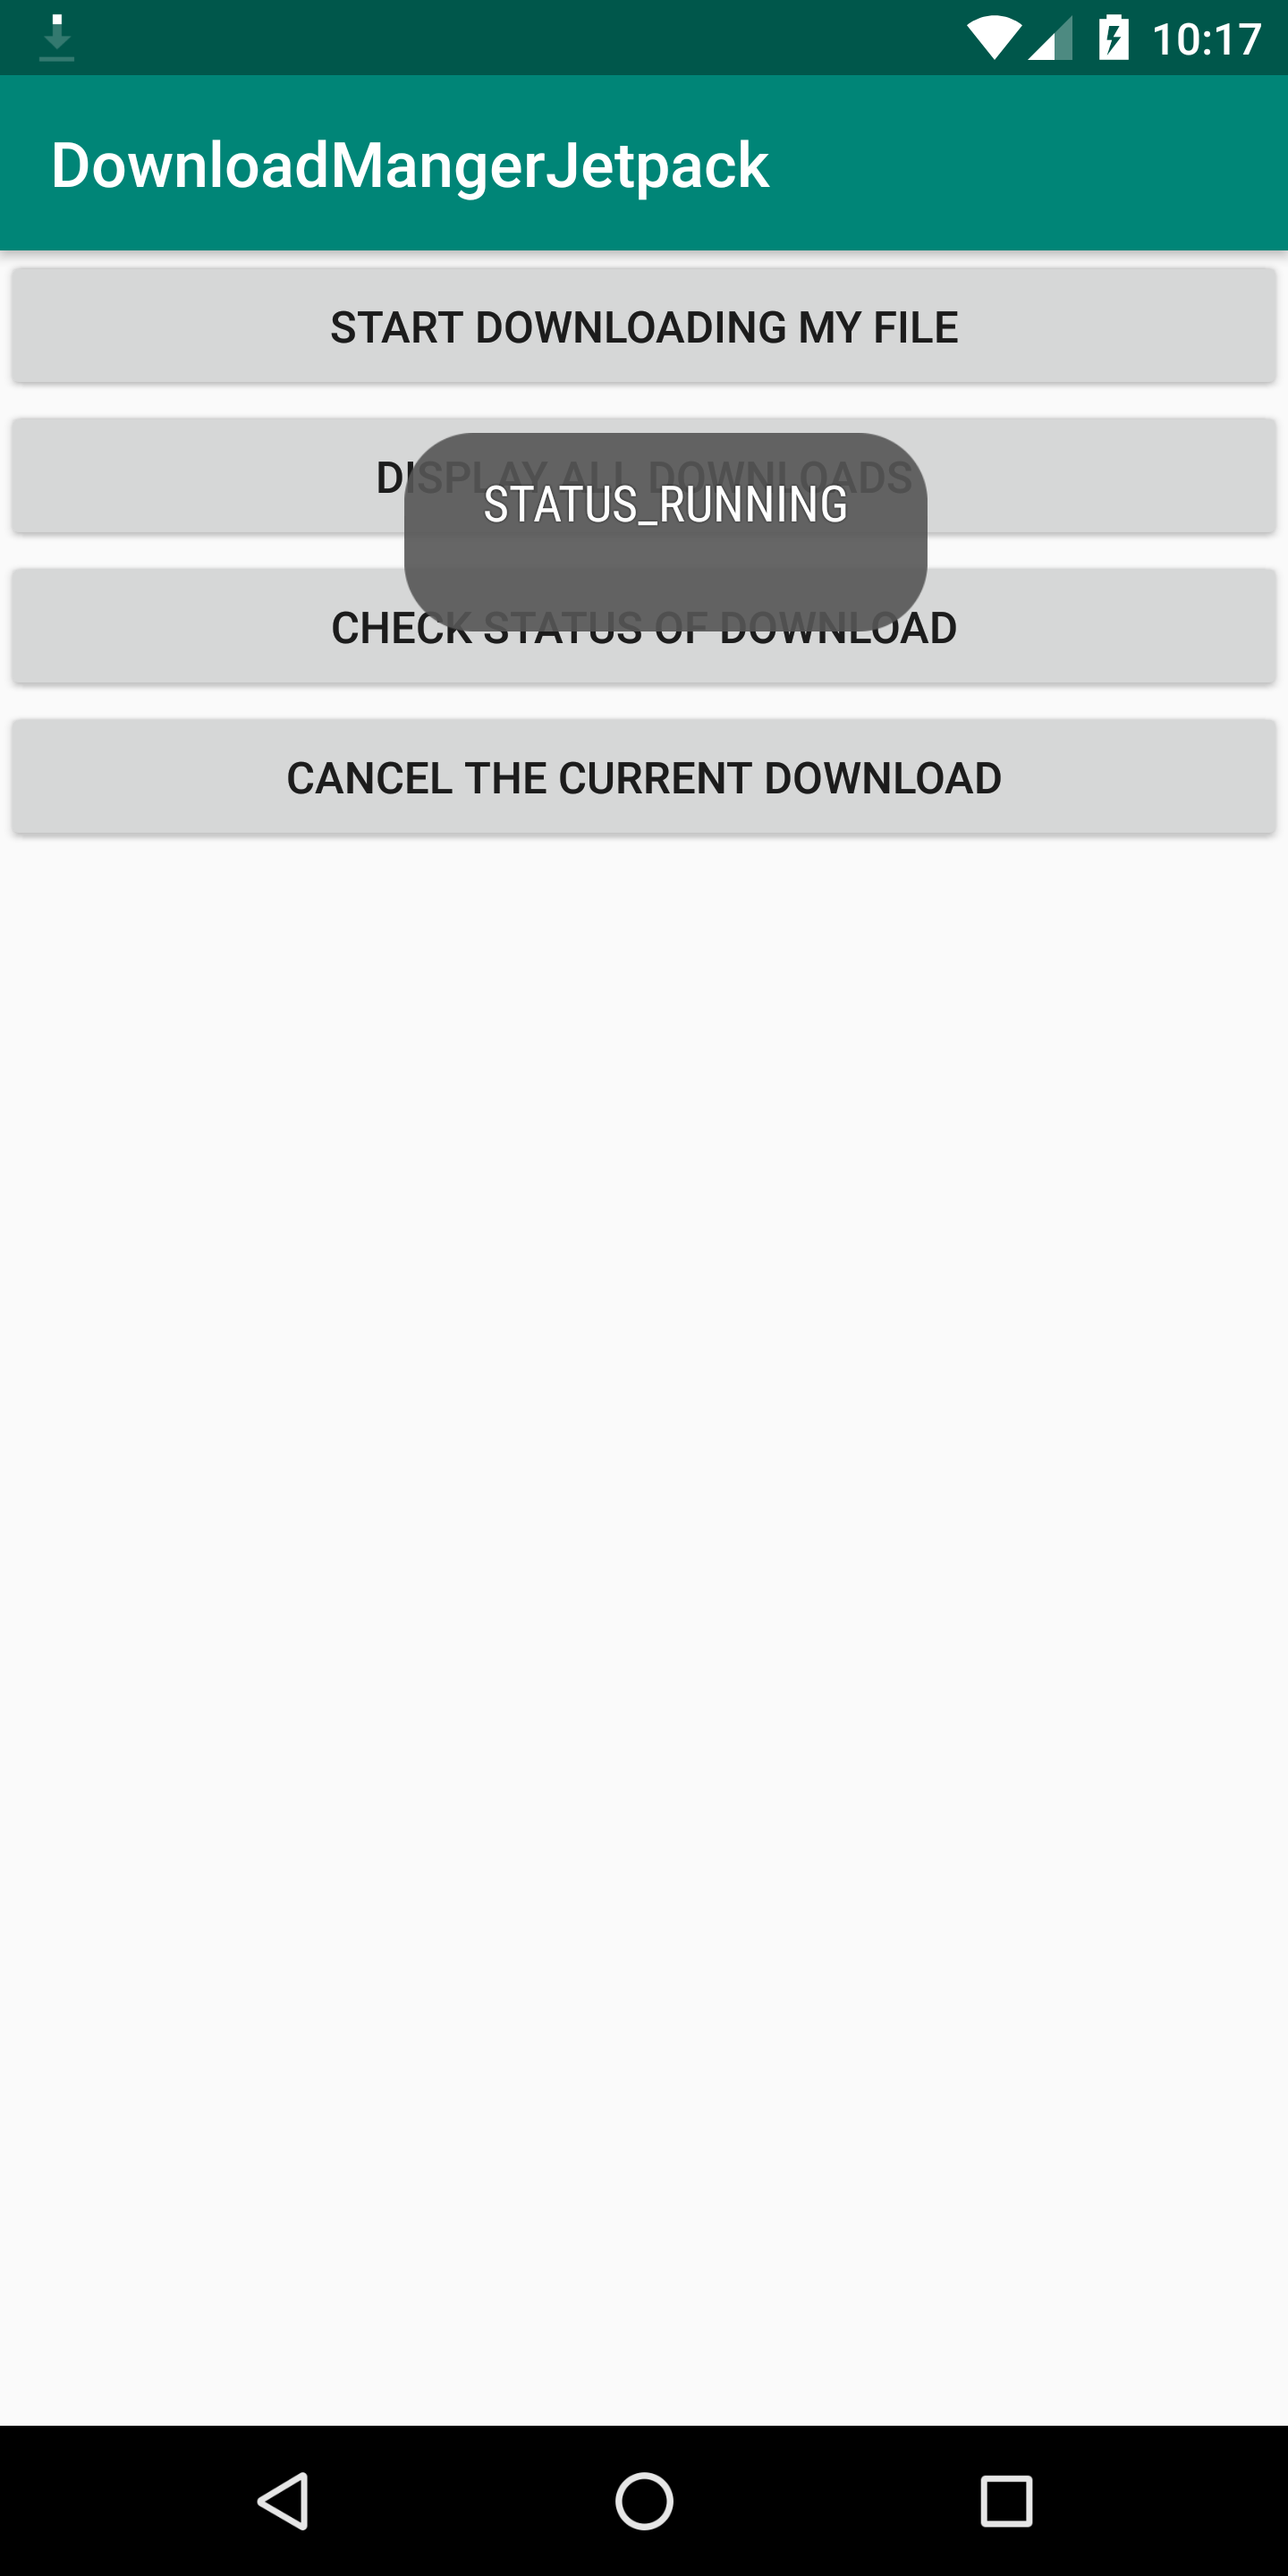 10:17
DownloadMangerJetpack
START DOWNLOADING MY FILE
DISPLAY ALL DOWNLOADS
STATUS_RUNNING
CHECK STATUS OF DOWNLOAD
CANCEL THE CURRENT DOWNLOAD